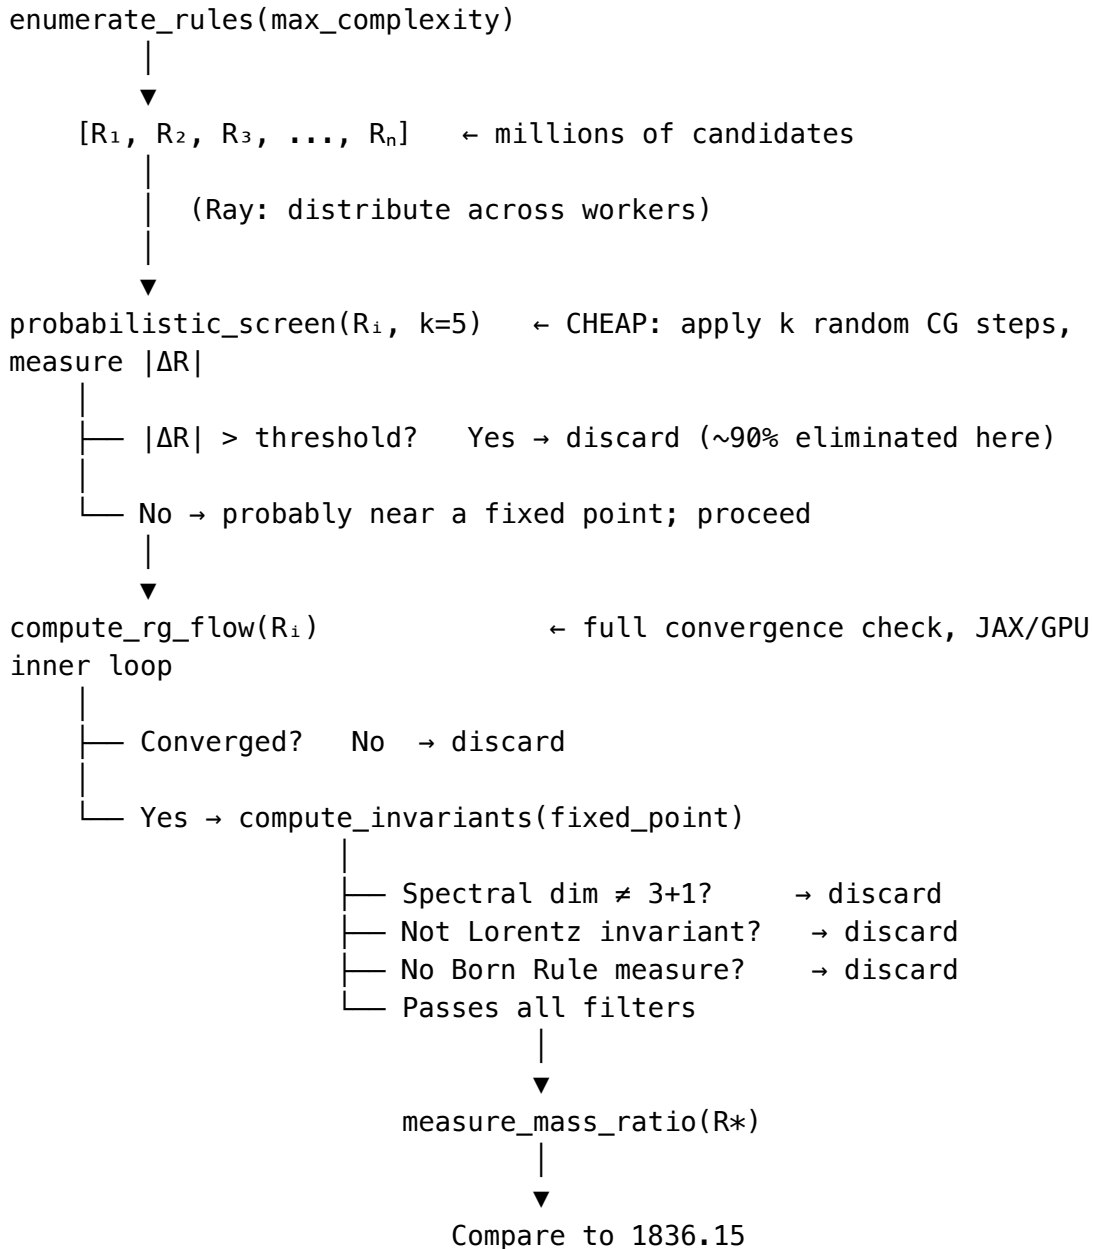 enumerate_rules(max_complexity)
│
▼
[R₁, R₂, R₃, ..., Rₙ]   ← millions of candidates
│
│  (Ray: distribute across workers)
│
▼
probabilistic_screen(Rᵢ, k=5)   ← CHEAP: apply k random CG steps,
measure |ΔR|
│
├── |ΔR| > threshold?   Yes → discard (~90% eliminated here)
│
└── No → probably near a fixed point; proceed
│
▼
compute_rg_flow(Rᵢ)              ← full convergence check, JAX/GPU
inner loop
│
├── Converged?   No  → discard
│
└── Yes → compute_invariants(fixed_point)
│
├── Spectral dim ≠ 3+1?     → discard
├── Not Lorentz invariant?   → discard
├── No Born Rule measure?    → discard
└── Passes all filters
│
▼
measure_mass_ratio(R∗)
│
▼
Compare to 1836.15